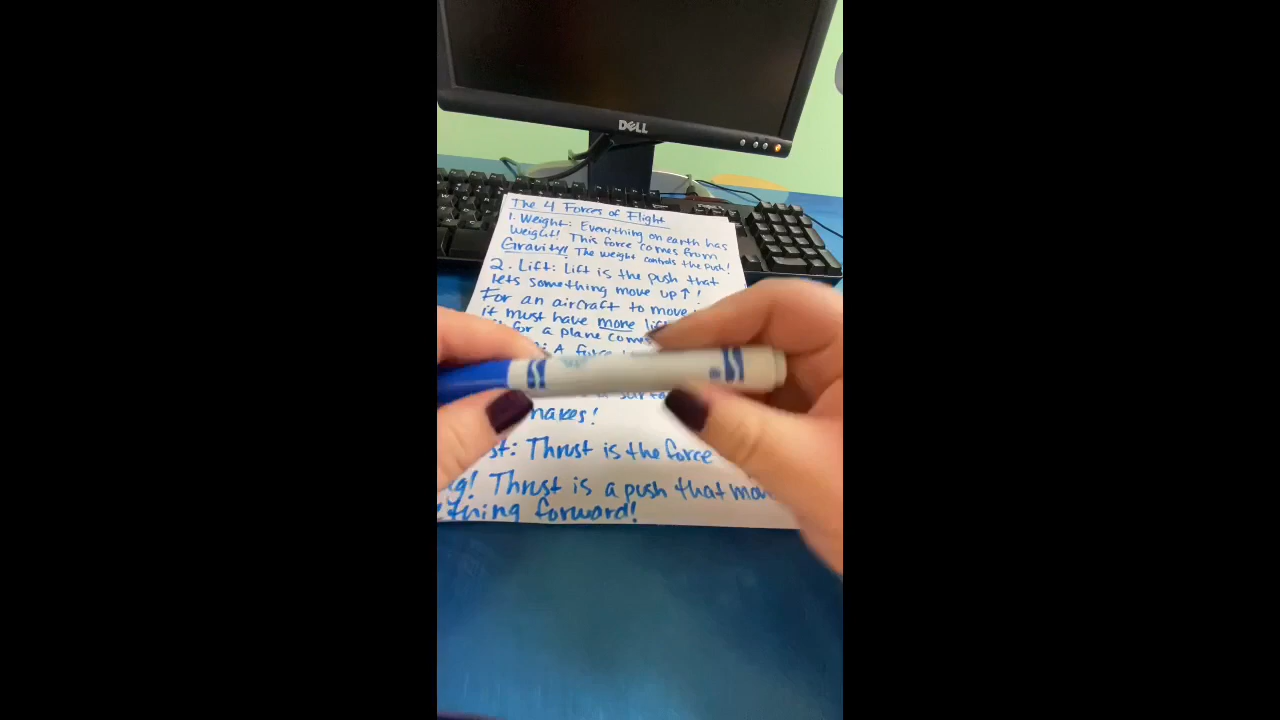 DELL
The 4 Forces of Flight
1. Weight: Everything on earth has
weight! This force comes from
Gravity! The weight controls the push!
2. Lift: Lift is the push that
lets something move up ↑!
For an aircraft to move
it must have more
for a plane
A force
makes!
Thrust is the force
Thrust is a push that
forward!